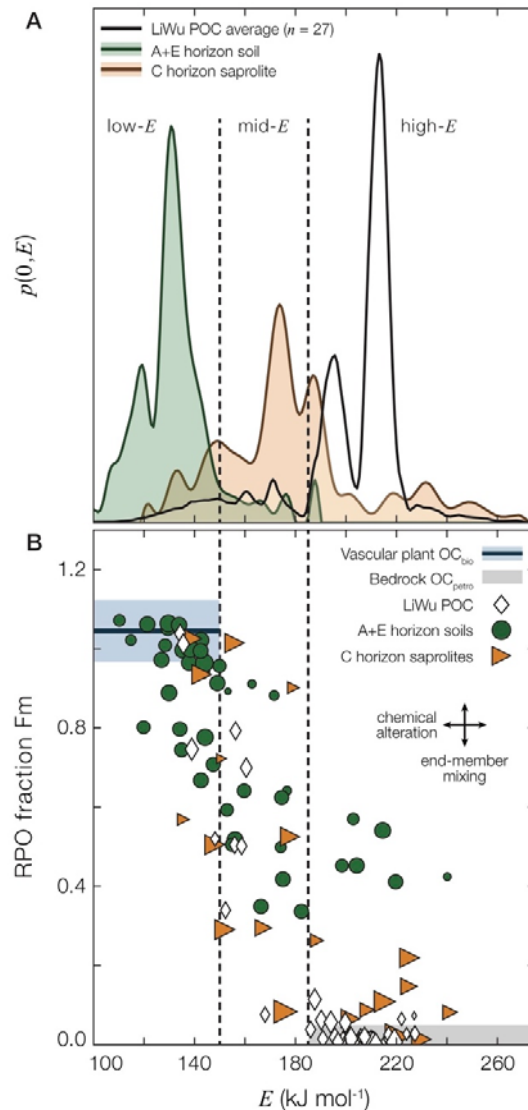 A
LiWu POC average (n = 27)
A+E horizon soil
C horizon saprolite
low-E
mid-E
high-E
p(0,E)
B
Vascular plant OCbio
Bedrock OCpetro
LiWu POC
A+E horizon soils
C horizon saprolites
chemical
alteration
end-member
mixing
RPO fraction Fm
1.2
0.8
0.4
0.0
100 140 180 220 260
E (kJ mol⁻¹)